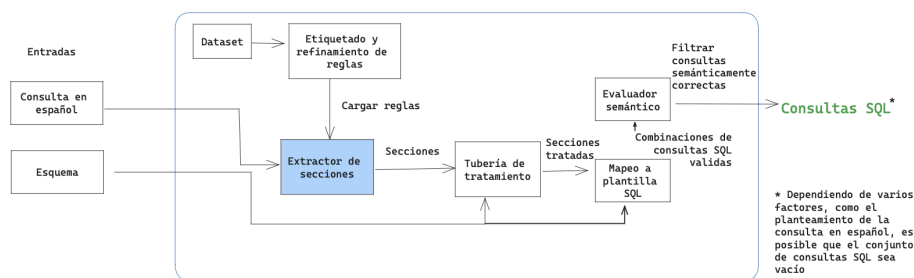 Entradas
Consulta en
español
Esquema
Dataset
Etiquetado y
refinamiento de
reglas
Cargar reglas
Extractor de
secciones
Secciones
Tubería de
tratamiento
Secciones
tratadas
Mapeo a
plantilla
SQL
Combinaciones de
consultas SQL
validas
Evaluador
semántico
Filtrar
consultas
semánticamente
correctas
Consultas SQL*
* Dependiendo de varios
factores, como el
planteamiento de la
consulta en español, es
posible que el conjunto
de consultas SQL sea
vacío